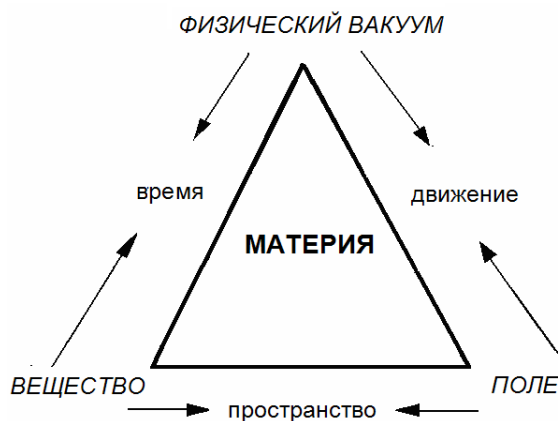 ФИЗИЧЕСКИЙ ВАКУУМ
время
движение
МАТЕРИЯ
ВЕЩЕСТВО
ПОЛЕ
пространство